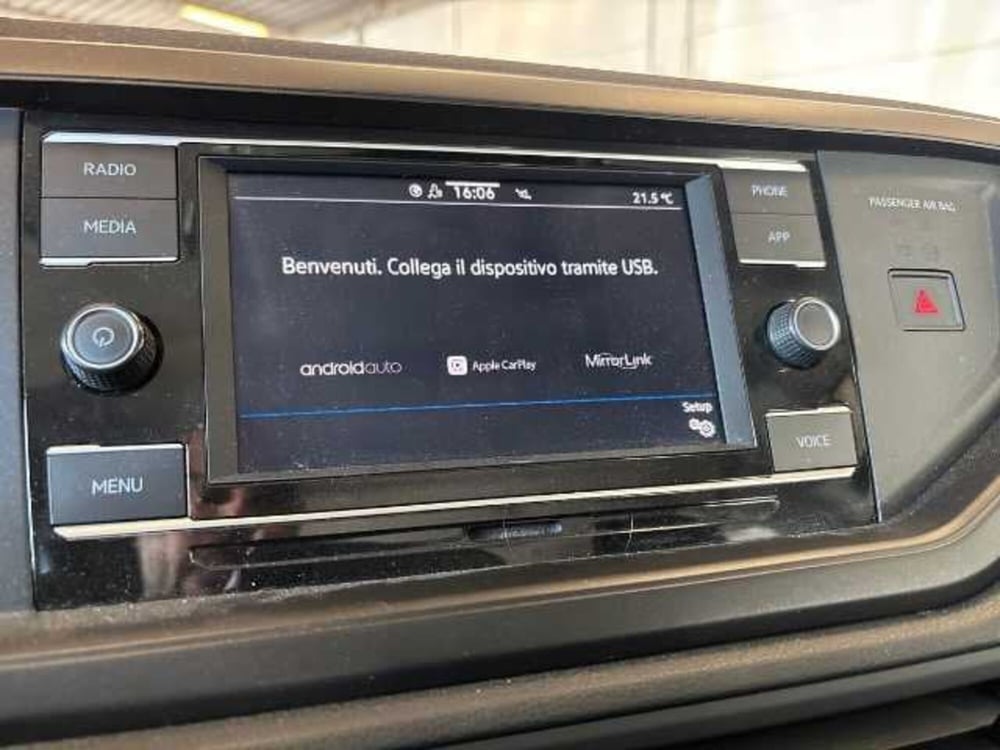 RADIO
MEDIA
16:06
21.5 °C
PHONE
APP
PASSENGER AIR BAG
Benvenuti. Collega il dispositivo tramite USB.
androidauto
Apple CarPlay
MirrorLink
Setup
MENU
VOICE